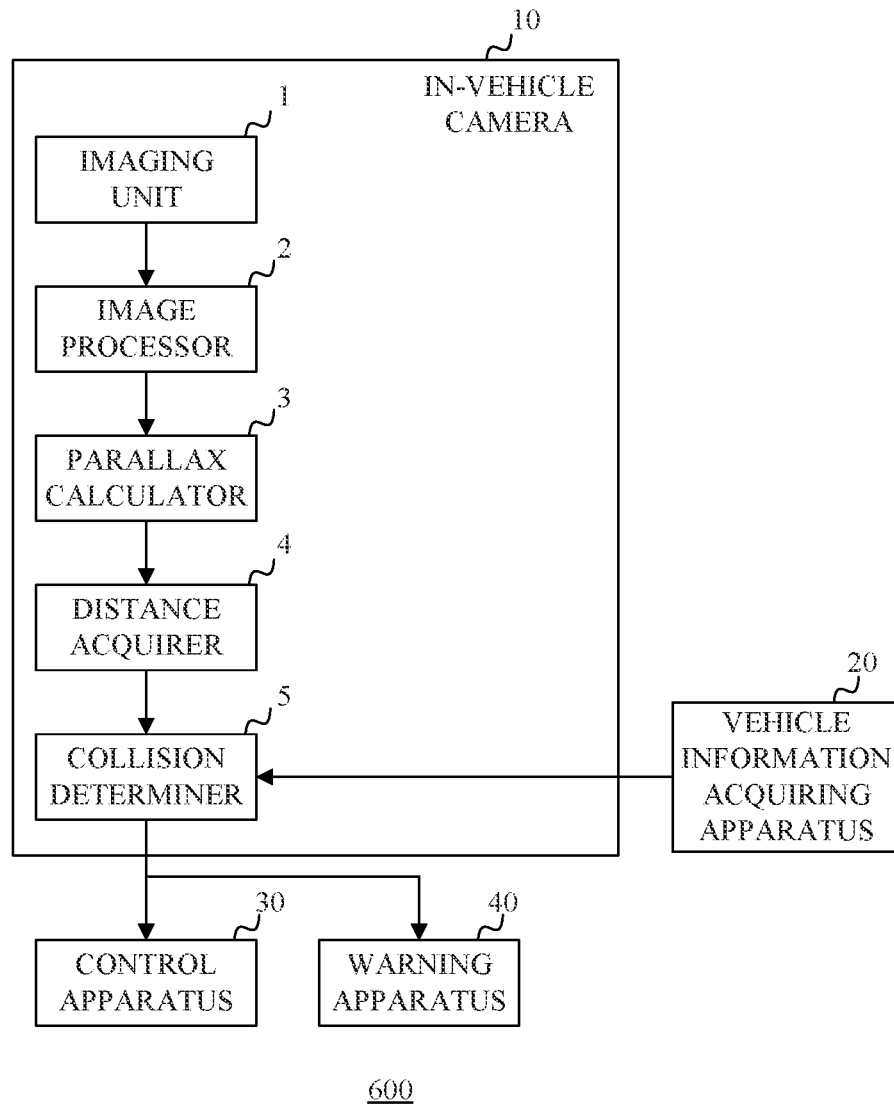 10
IN-VEHICLE
CAMERA
1
IMAGING
UNIT
2
IMAGE
PROCESSOR
3
PARALLAX
CALCULATOR
4
DISTANCE
ACQUIRER
5
COLLISION
DETERMINER
20
VEHICLE
INFORMATION
ACQUIRING
APPARATUS
30
CONTROL
APPARATUS
40
WARNING
APPARATUS
600